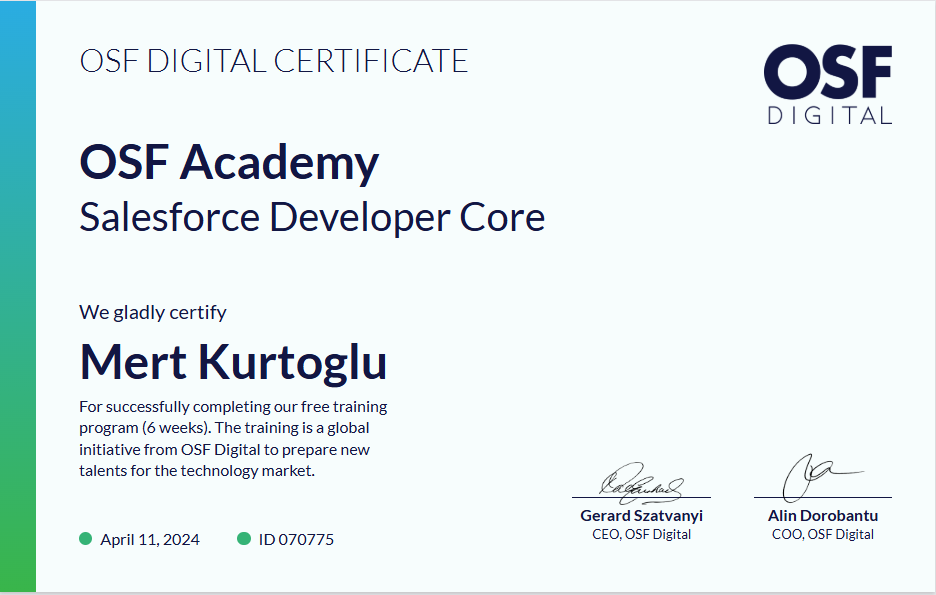 OSF DIGITAL CERTIFICATE
OSF
DIGITAL
OSF Academy
Salesforce Developer Core
We gladly certify
Mert Kurtoglu
For successfully completing our free training
program (6 weeks). The training is a global
initiative from OSF Digital to prepare new
talents for the technology market.
April 11, 2024
ID 070775
Gerard Szatvanyi
CEO, OSF Digital
Alin Dorobantu
COO, OSF Digital